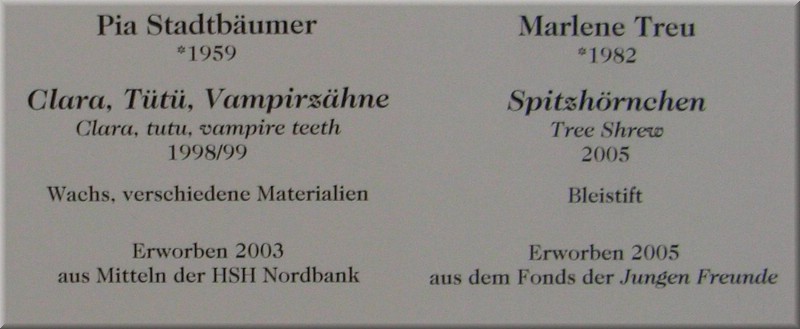 Pia Stadtbäumer
*1959
Clara, Tütü, Vampirzähne
Clara, tutu, vampire teeth
1998/99
Wachs, verschiedene Materialien
Erworben 2003
aus Mitteln der HSH Nordbank
Marlene Treu
*1982
Spitzhörnchen
Tree Shrew
2005
Bleistift
Erworben 2005
aus dem Fonds der Jungen Freunde